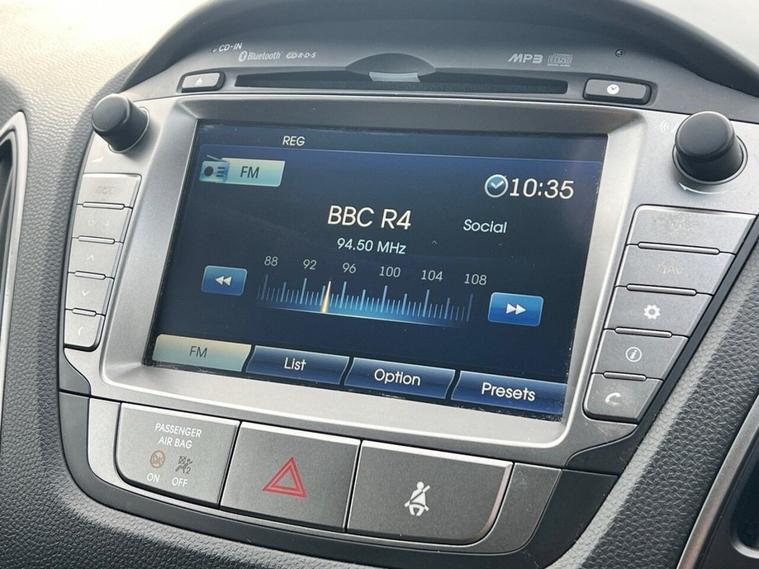 CD-IN
Bluetooth
R-D-S
MP3
REG
FM
10:35
BBC R4
Social
94.50 MHz
88 92 96 100 104 108
FM
List
Option
Presets
NAV
PASSENGER
AIR BAG
ON OFF